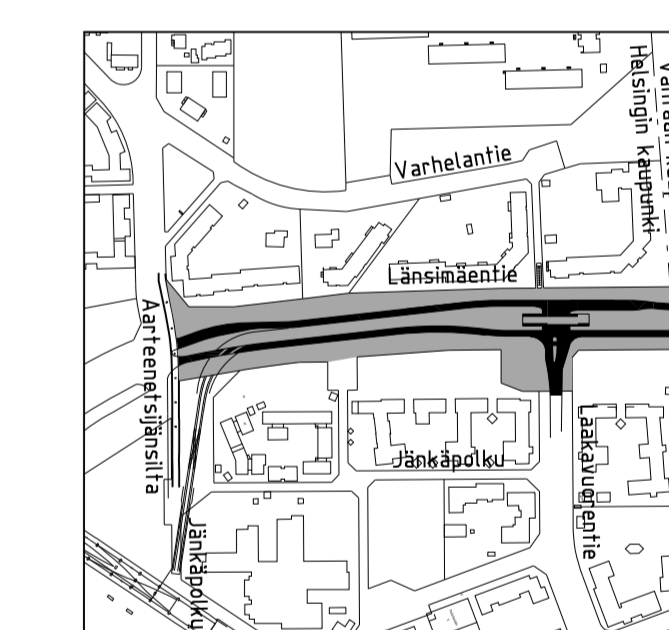 Helsingin kaupunki
Varhelantie
Länsimäentie
Aarteenetsijänsilta
Jänkäpolku
Laakavuorentie
Jänkäpolku